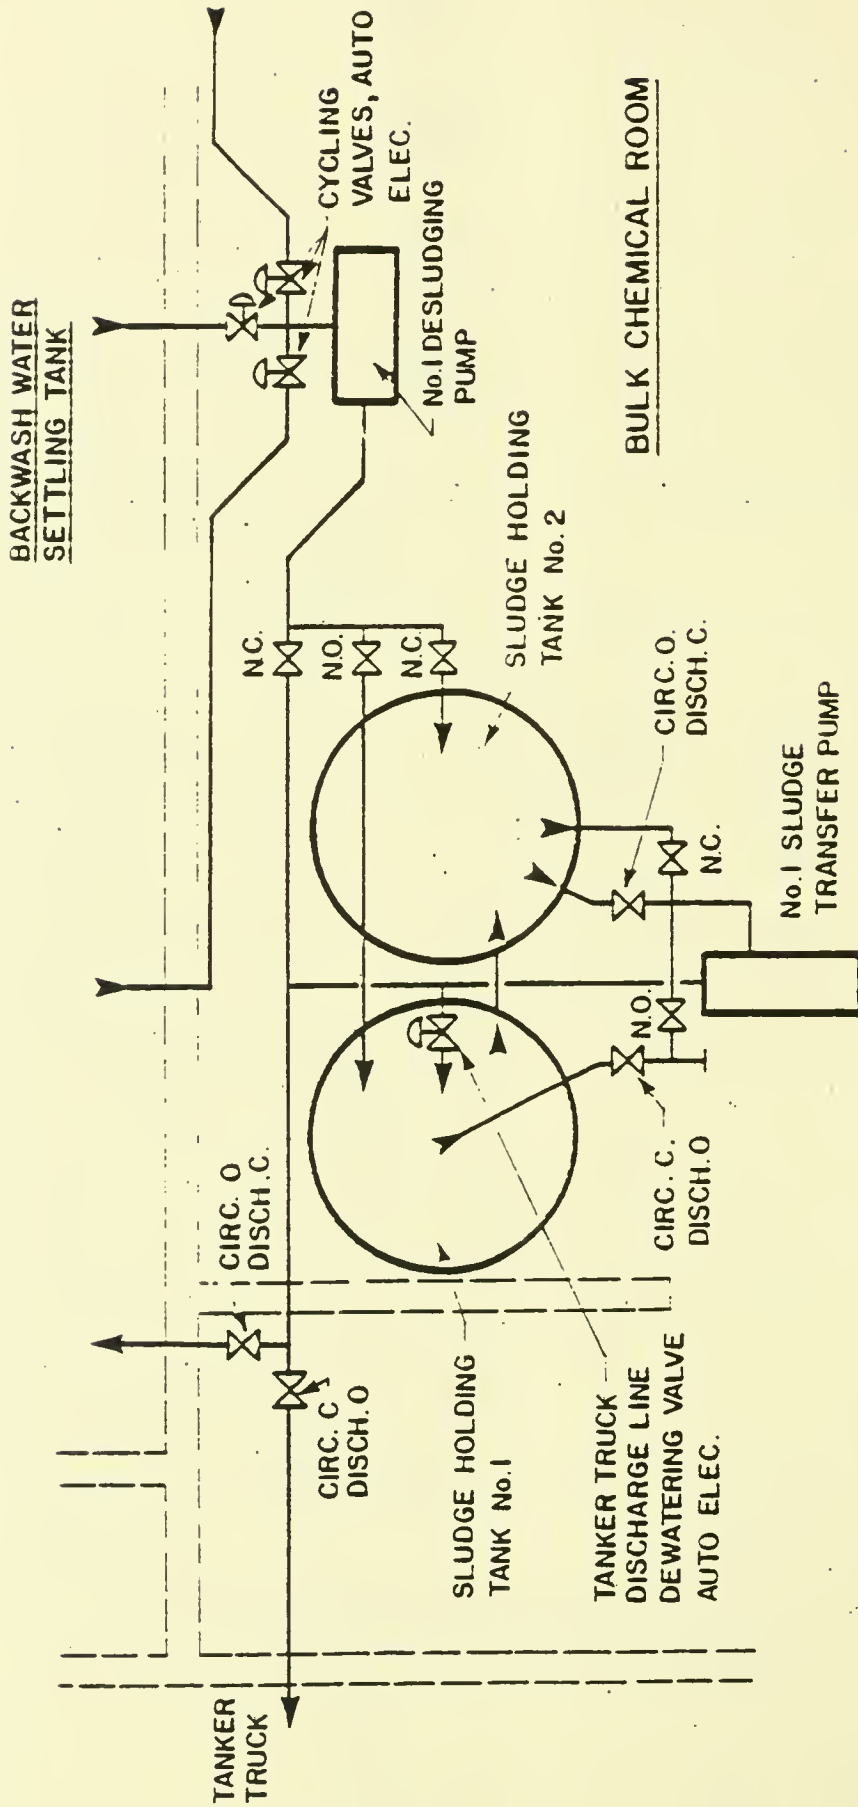 BACKWASH WATER
SETTLING TANK
CYCLING
VALVES, AUTO
ELEC.
No.1 DESLUDGING
PUMP
BULK CHEMICAL ROOM
N.C.
N.O.
N.C.
SLUDGE HOLDING
TANK No.2
CIRC.O.
DISCH.C.
N.C.
No.1 SLUDGE
TRANSFER PUMP
N.O.
CIRC. C.
DISCH.O
CIRC. O
DISCH.C.
CIRC. C
DISCH.O
SLUDGE HOLDING
TANK No.1
TANKER TRUCK
DISCHARGE LINE
DEWATERING VALVE
AUTO ELEC.
TANKER
TRUCK